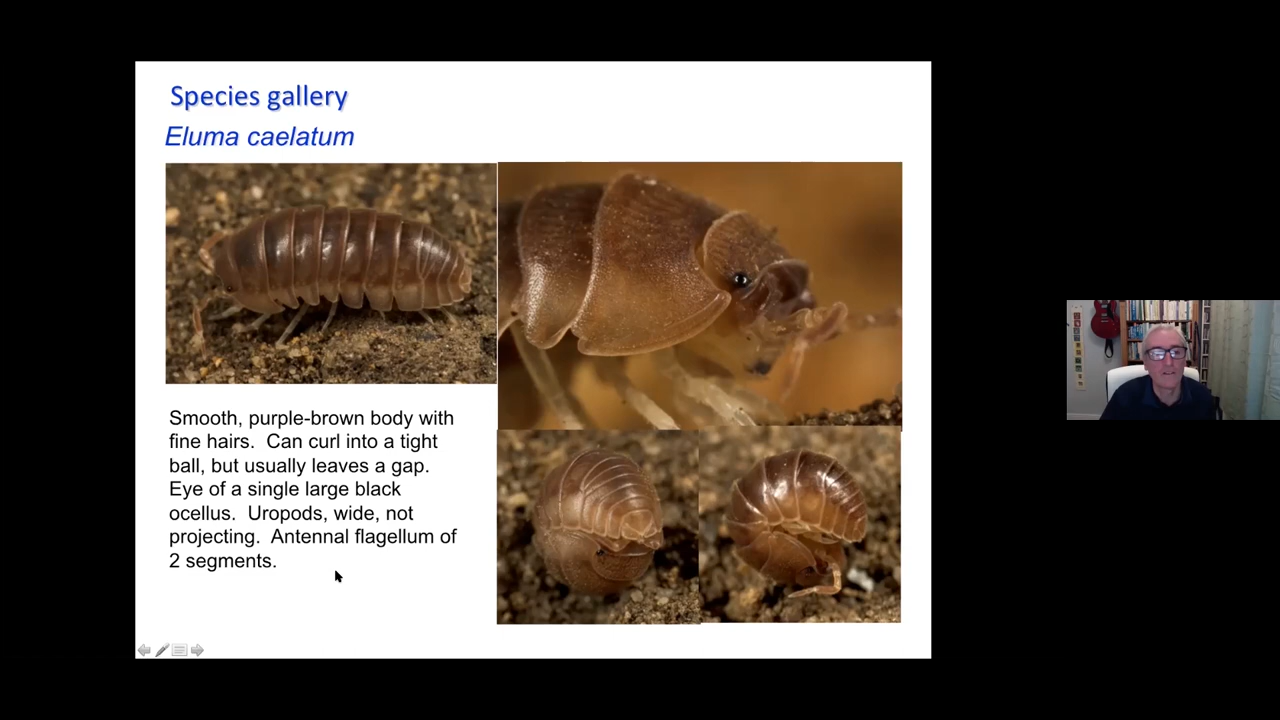 Species gallery
Eluma caelatum
Smooth, purple-brown body with
fine hairs.  Can curl into a tight
ball, but usually leaves a gap.
Eye of a single large black
ocellus.  Uropods, wide, not
projecting.  Antennal flagellum of
2 segments.